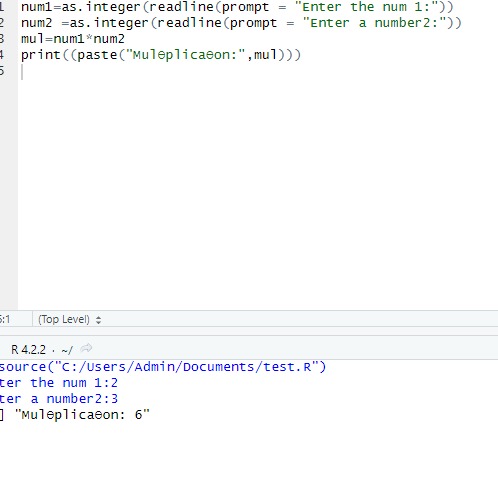 1 num1=as.integer(readline(prompt = "Enter the num 1:"))
2 num2 =as.integer(readline(prompt = "Enter a number2:"))
3 mul=num1*num2
4 print((paste("MulƟplicaƟon:",mul)))
5
5:1 (Top Level)
R 4.2.2 · ~/
source("C:/Users/Admin/Documents/test.R")
ter the num 1:2
ter a number2:3
] "MulƟplicaƟon: 6"